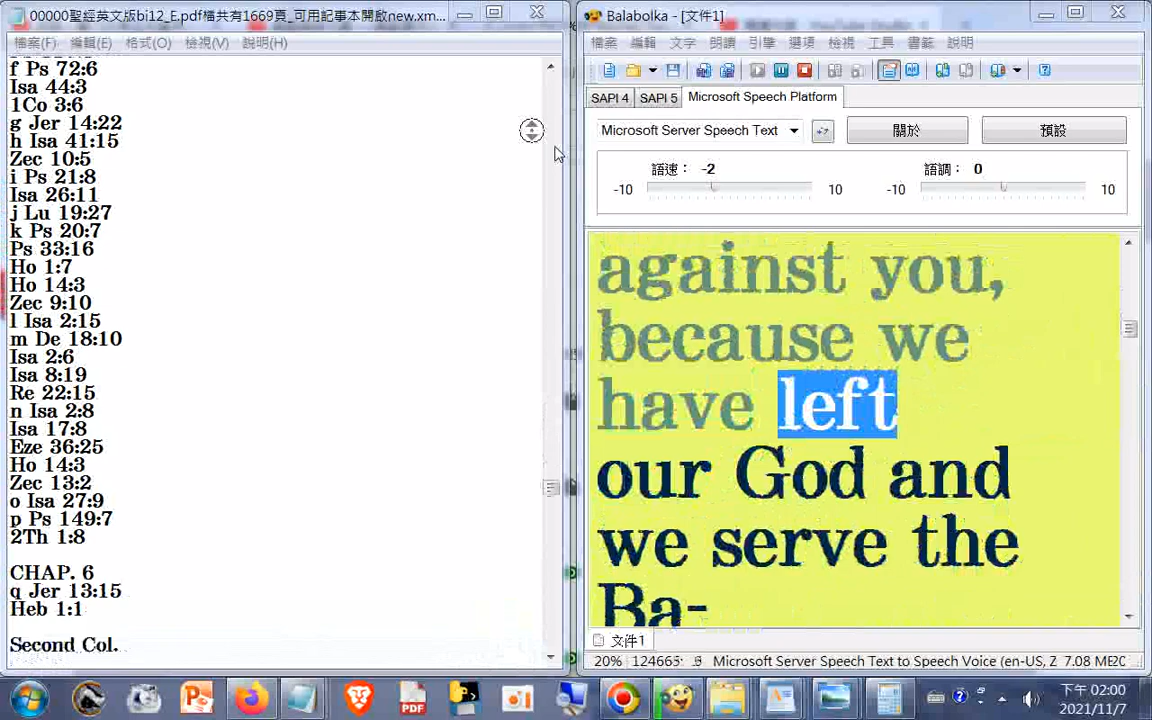 00000聖經英文版bi12_E.pdf檔共有1669頁_可用記事本開啟new.xm...
檔案(F) 編輯(E) 格式(O) 檢視(V) 說明(H)
f Ps 72:6
Isa 44:3
1Co 3:6
g Jer 14:22
h Isa 41:15
Zec 10:5
i Ps 21:8
Isa 26:11
j Lu 19:27
k Ps 20:7
Ps 33:16
Ho 1:7
Ho 14:3
Zec 9:10
l Isa 2:15
m De 18:10
Isa 2:6
Isa 8:19
Re 22:15
n Isa 2:8
Isa 17:8
Eze 36:25
Ho 14:3
Zec 13:2
o Isa 27:9
p Ps 149:7
2Th 1:8
CHAP. 6
q Jer 13:15
Heb 1:1
Second Col.
Balabolka - [文件1]
檔案 編輯 文字 朗讀 引擎 選項 檢視 工具 書籤 說明
SAPI 4 SAPI 5 Microsoft Speech Platform
Microsoft Server Speech Text 關於 預設
語速： -2 語調： 0
-10 10 -10 10
against you,
because we
have left
our God and
we serve the
Ba-
文件1
20% Microsoft Server Speech Text to Speech Voice (en-US, Z 7.08 ME
PDF
下午 02:00
2021/11/7